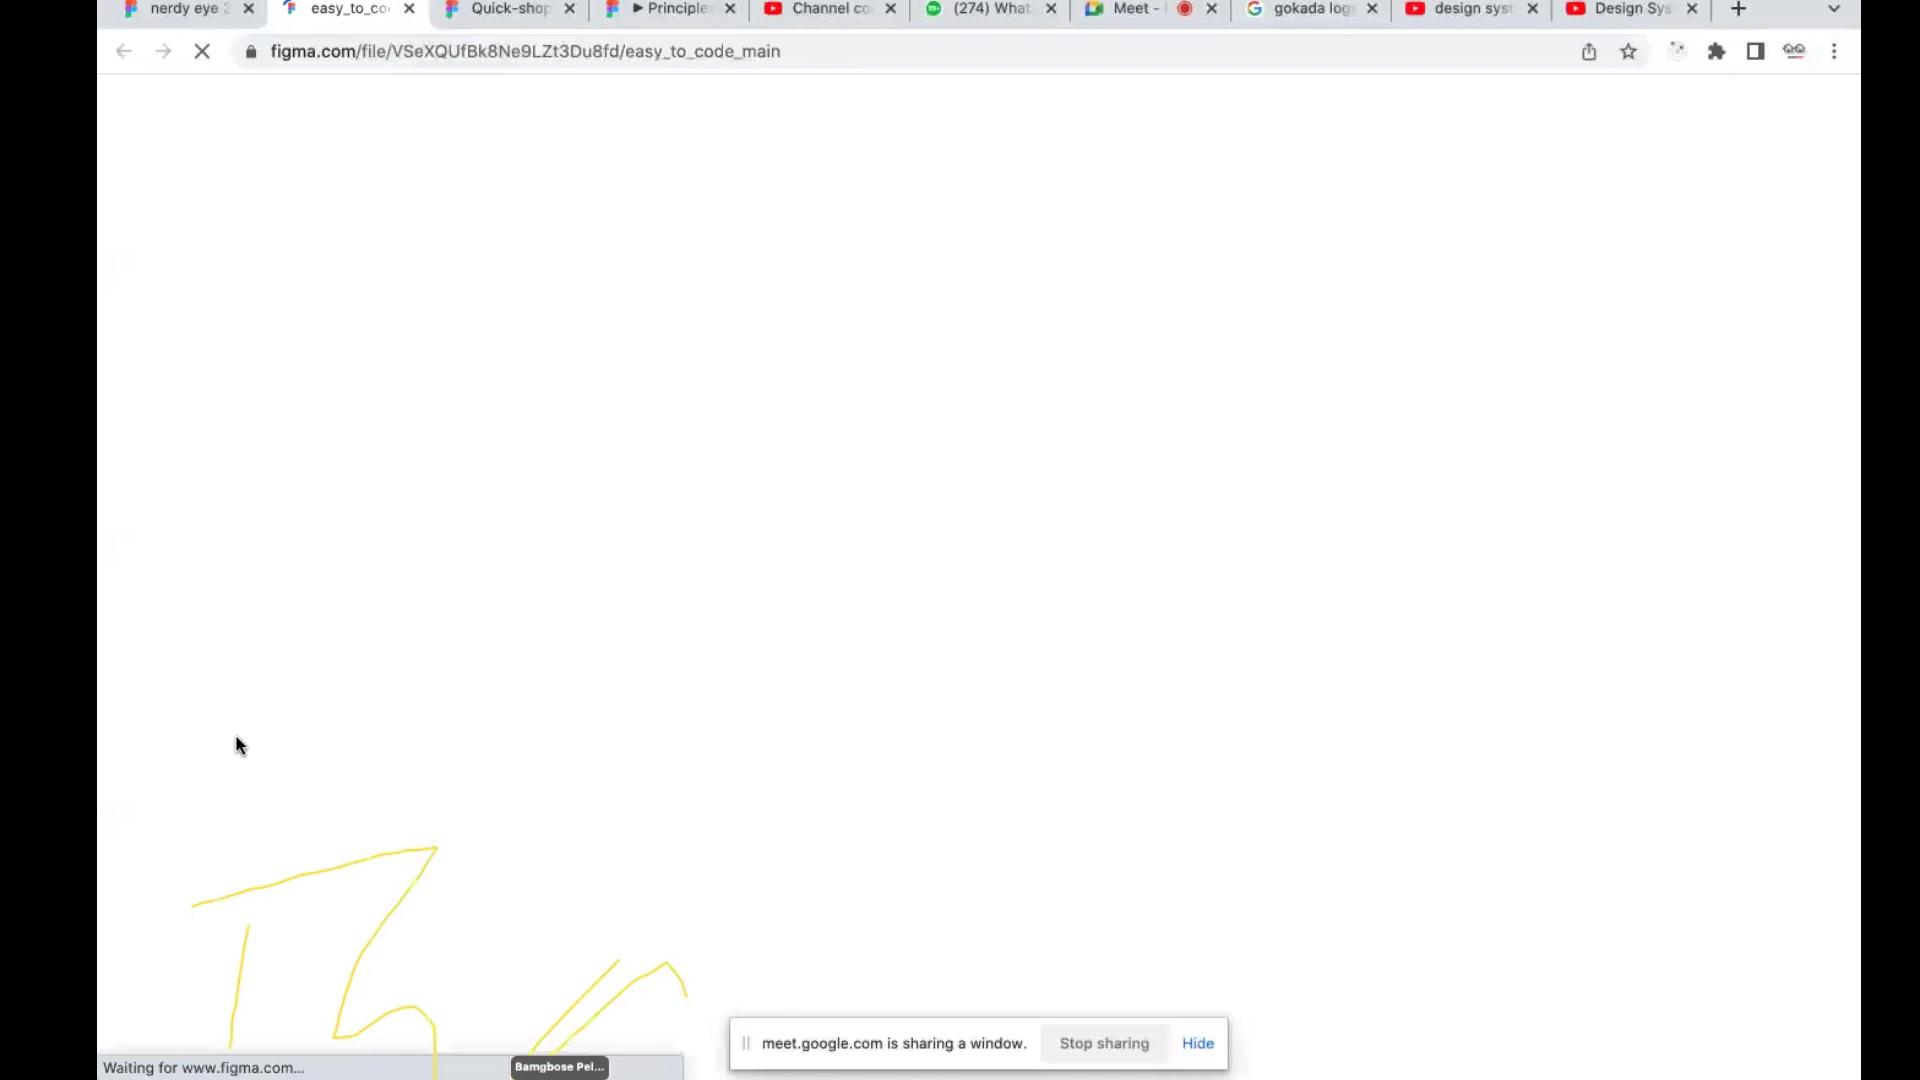 nerdy eye 2
easy_to_co
Quick-shop
Principle
Channel co
(274) What
Meet -
gokada log
design syst
Design Sys
figma.com/file/VSeXQUfBk8Ne9LZt3Du8fd/easy_to_code_main
meet.google.com is sharing a window.
Stop sharing
Hide
Waiting for www.figma.com...
Bamgbose Pel...